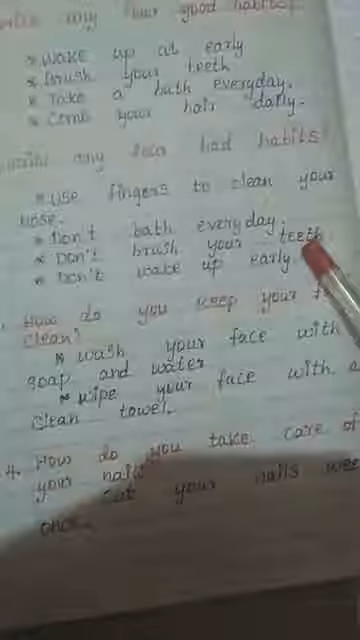 any four good habits?
* Wake up at early
* Brush your teeth
* Take a bath everyday.
* Comb your hair daily.
any four bad habits?
* Use fingers to clean your
nose.
* Don't bath everyday.
* Don't brush your teeth
* Don't wake up early.
How do you keep your
clean?
* Wash your face with
soap and water
* Wipe your face with a
clean towel.
4. How do you take care of
your nails
Cut your nails
once.